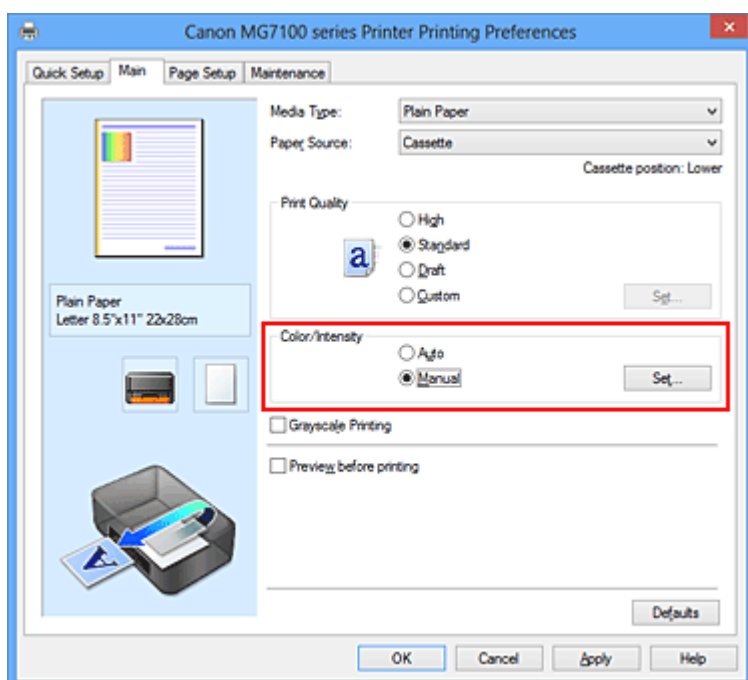 Canon MG7100 series Printer Printing Preferences
Quick Setup Main Page Setup Maintenance
Media Type: Plain Paper
Paper Source: Cassette
Cassette position: Lower
Print Quality
High
a Standard
Draft
Custom Set...
Plain Paper
Letter 8.5"x11" 22x28cm
Color/Intensity
Auto
Manual Set...
Grayscale Printing
Preview before printing
A
Defaults
OK Cancel Apply Help